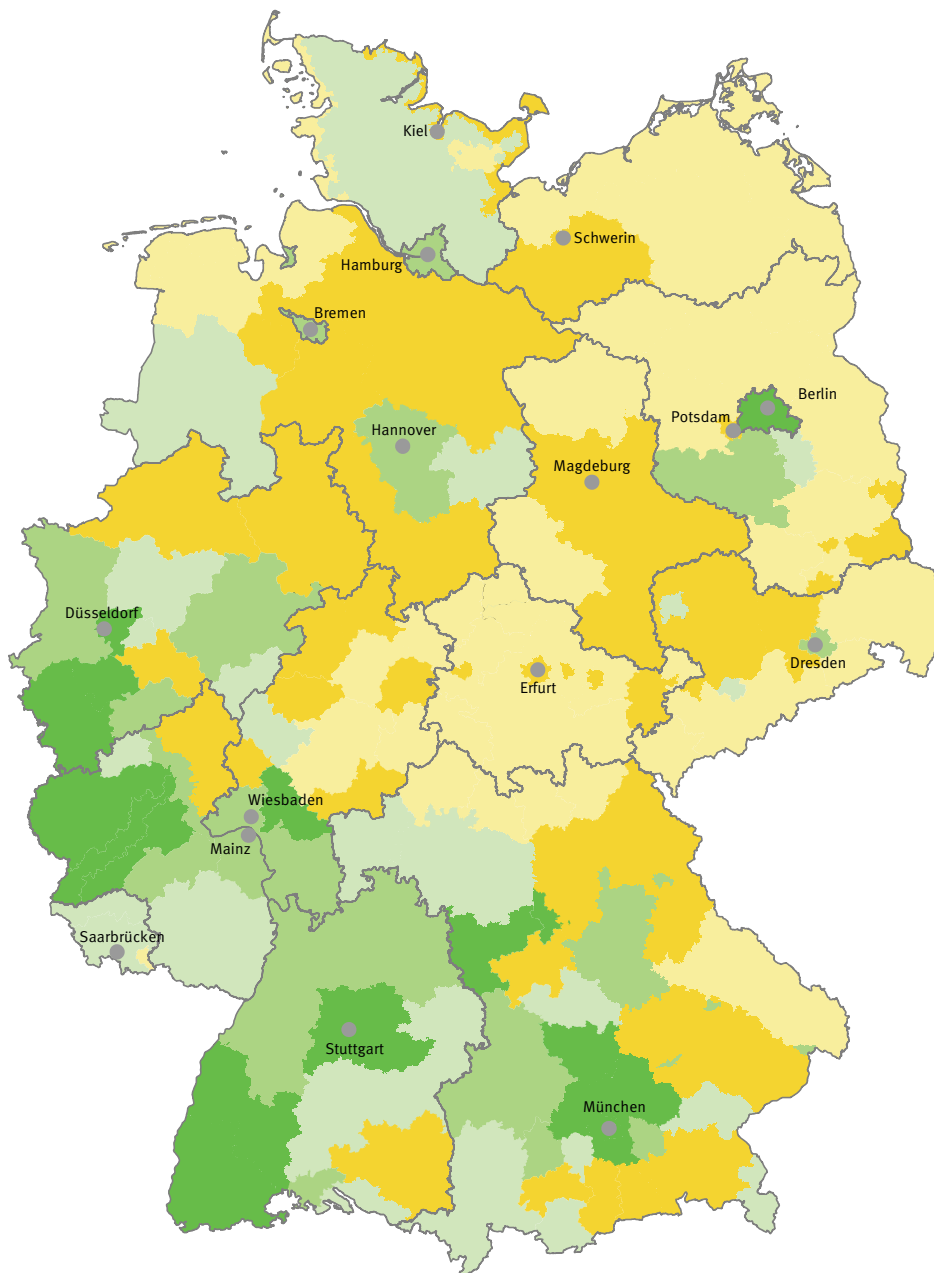 Kiel
Schwerin
Hamburg
Bremen
Berlin
Potsdam
Hannover
Magdeburg
Düsseldorf
Dresden
Erfurt
Wiesbaden
Mainz
Saarbrücken
Stuttgart
München